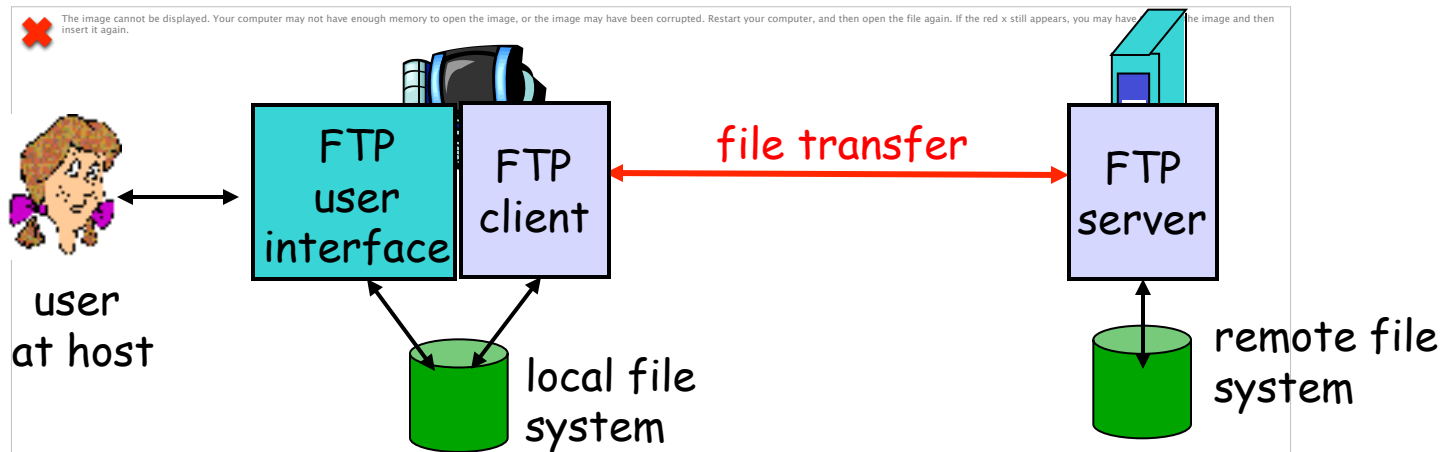 The image cannot be displayed. Your computer may not have enough memory to open the image, or the image may have been corrupted. Restart your computer, and then open the file again. If the red x still appears, you may have he image and then
insert it again.
FTP
user
interface
FTP
client
file transfer
FTP
server
user
at host
local file
system
remote file
system